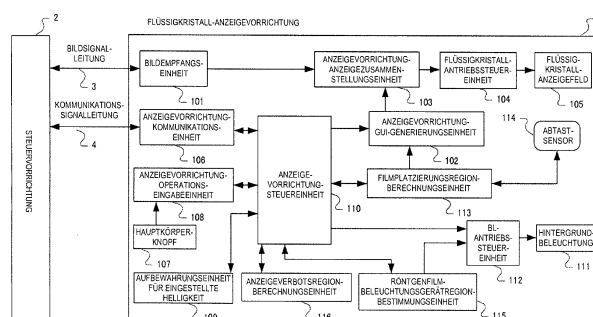 2
FLÜSSIGKRISTALL-ANZEIGEVORRICHTUNG
BILDSIGNAL-
LEITUNG
3
BILDEMPFANGS-
EINHEIT
101
ANZEIGEVORRICHTUNG-
ANZEIGEZUSAMMEN-
STELLUNGSEINHEIT
103
FLÜSSIGKRISTALL-
ANTRIEBSSTEUER-
EINHEIT
104
FLÜSSIG-
KRISTALL-
ANZEIGEFELD
105
KOMMUNIKATIONS-
SIGNALLEITUNG
4
ANZEIGEVORRICHTUNG-
KOMMUNIKATIONS-
EINHEIT
106
ANZEIGEVORRICHTUNG-
GUI-GENERIERUNGSEINHEIT
102
114
ABTAST-
SENSOR
STEUERVORRICHTUNG
ANZEIGEVORRICHTUNG-
OPERATIONS-
EINGABEEINHEIT
108
ANZEIGE-
VORRICHTUNG-
STEUEREINHEIT
110
FILMPLATZIERUNGSREGION-
BERECHNUNGSEINHEIT
113
HAUPTKÖRPER-
KNOPF
107
BL-
ANTRIEBS-
STEUER-
EINHEIT
112
HINTERGRUND-
BELEUCHTUNG
111
AUFBEWAHRUNGSEINHEIT
FÜR EINGESTELLTE
HELLIGKEIT
109
ANZEIGEVERBOTSREGION-
BERECHNUNGSEINHEIT
116
RÖNTGENFILM-
BELEUCHTUNGSGERÄTREGION-
BESTIMMUNGSEINHEIT
115